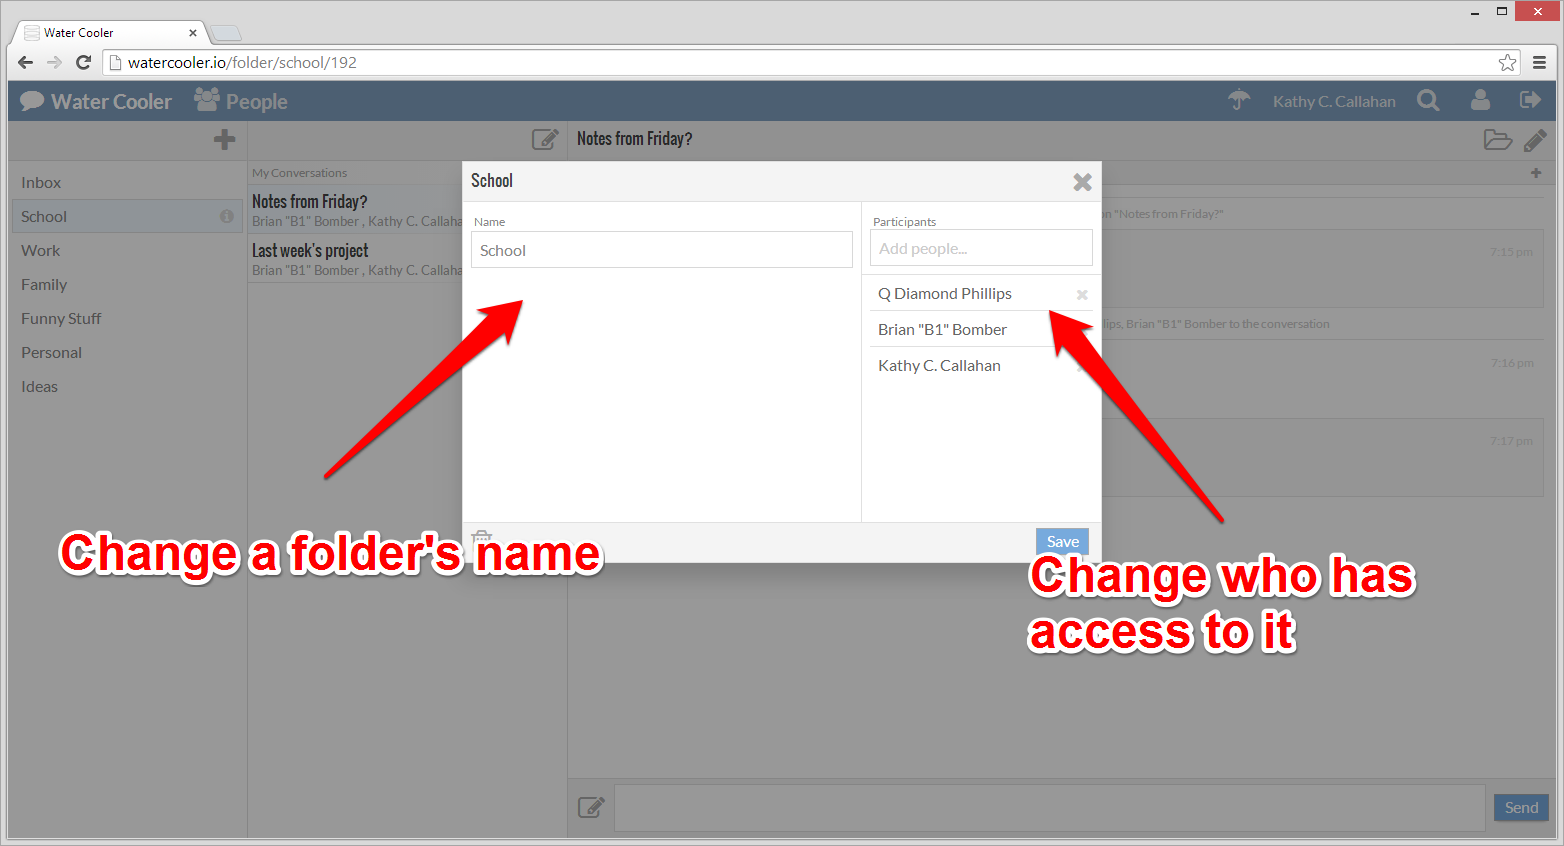 Water Cooler
watercooler.io/folder/school/192
Water Cooler People Kathy C. Callahan
Notes from Friday?
Inbox
School
Work
Family
Funny Stuff
Personal
Ideas
My Conversations
Notes from Friday?
Brian "B1" Bomber , Kathy C. Callaha
Last week's project
Brian "B1" Bomber , Kathy C. Callaha
School
Name
School
Participants
Add people...
Q Diamond Phillips
Brian "B1" Bomber
Kathy C. Callahan
Save
on "Notes from Friday?"
7:15 pm
lips, Brian "B1" Bomber to the conversation
7:16 pm
7:17 pm
Change a folder's name
Change who has
access to it
Send